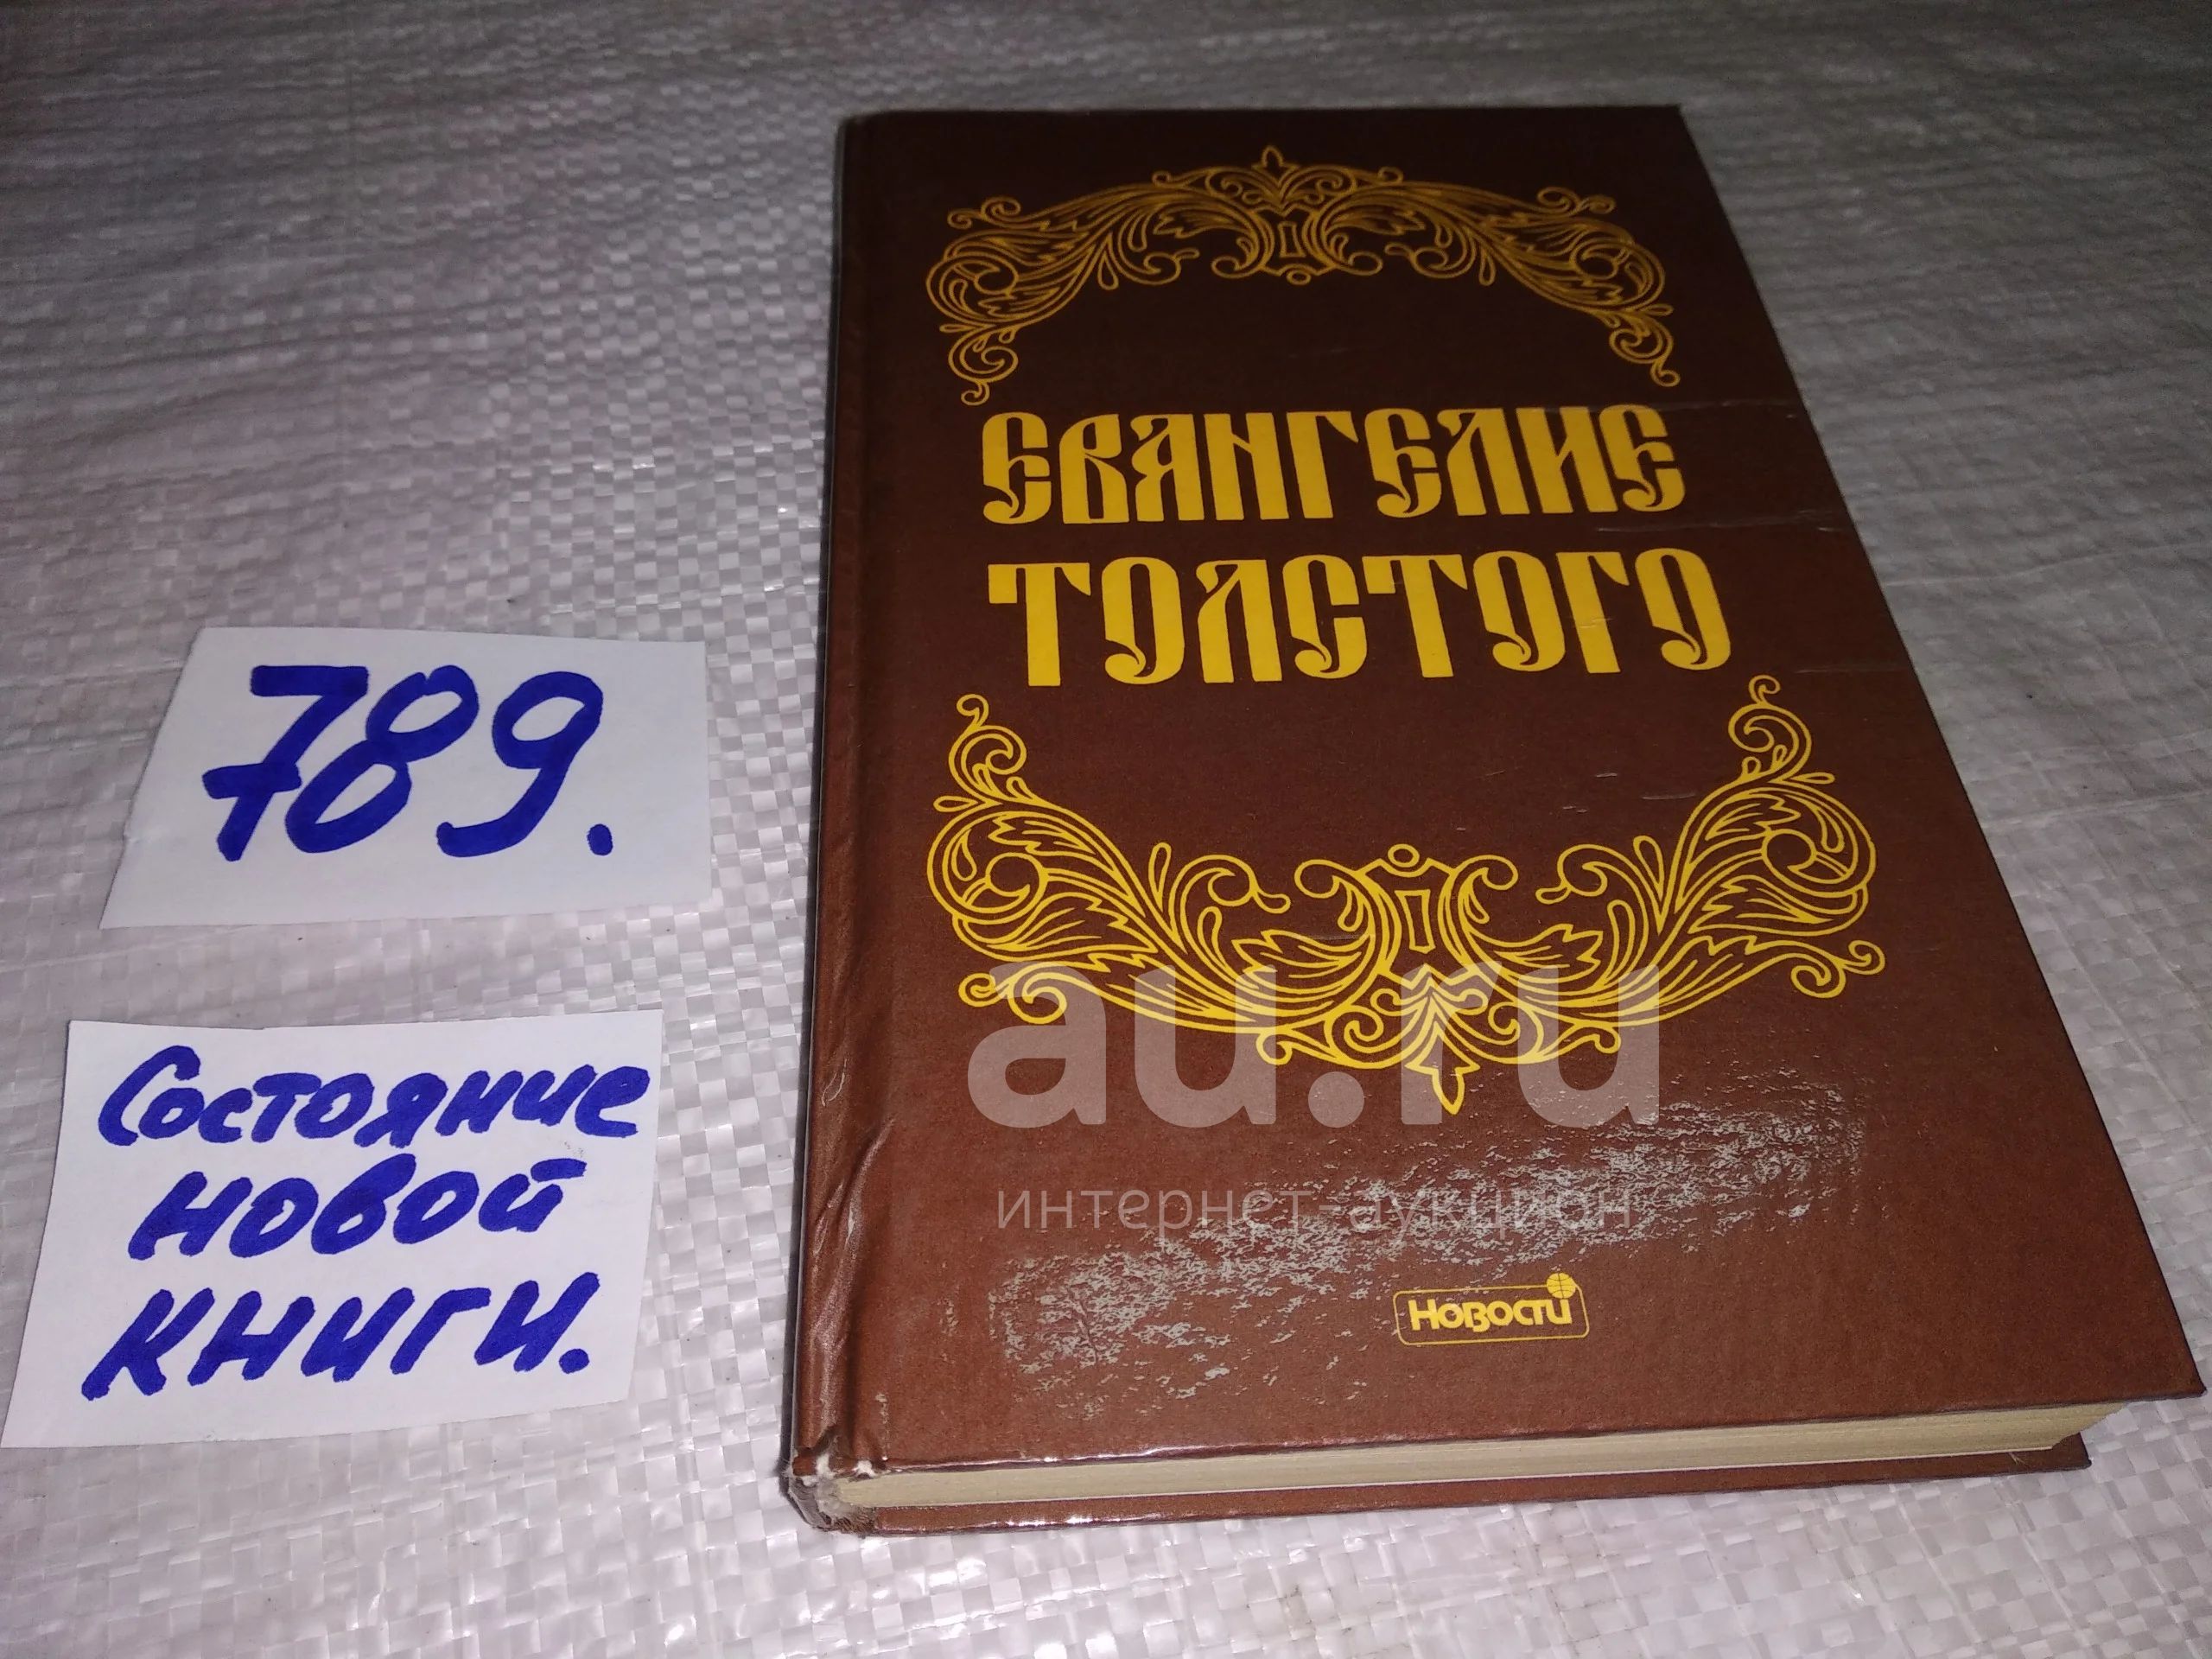 ЕВАНГЕЛИЕ
ТОЛСТОГО
789.
Состояние
новой
книги.
au.ru
интернет-аукцион
Новости